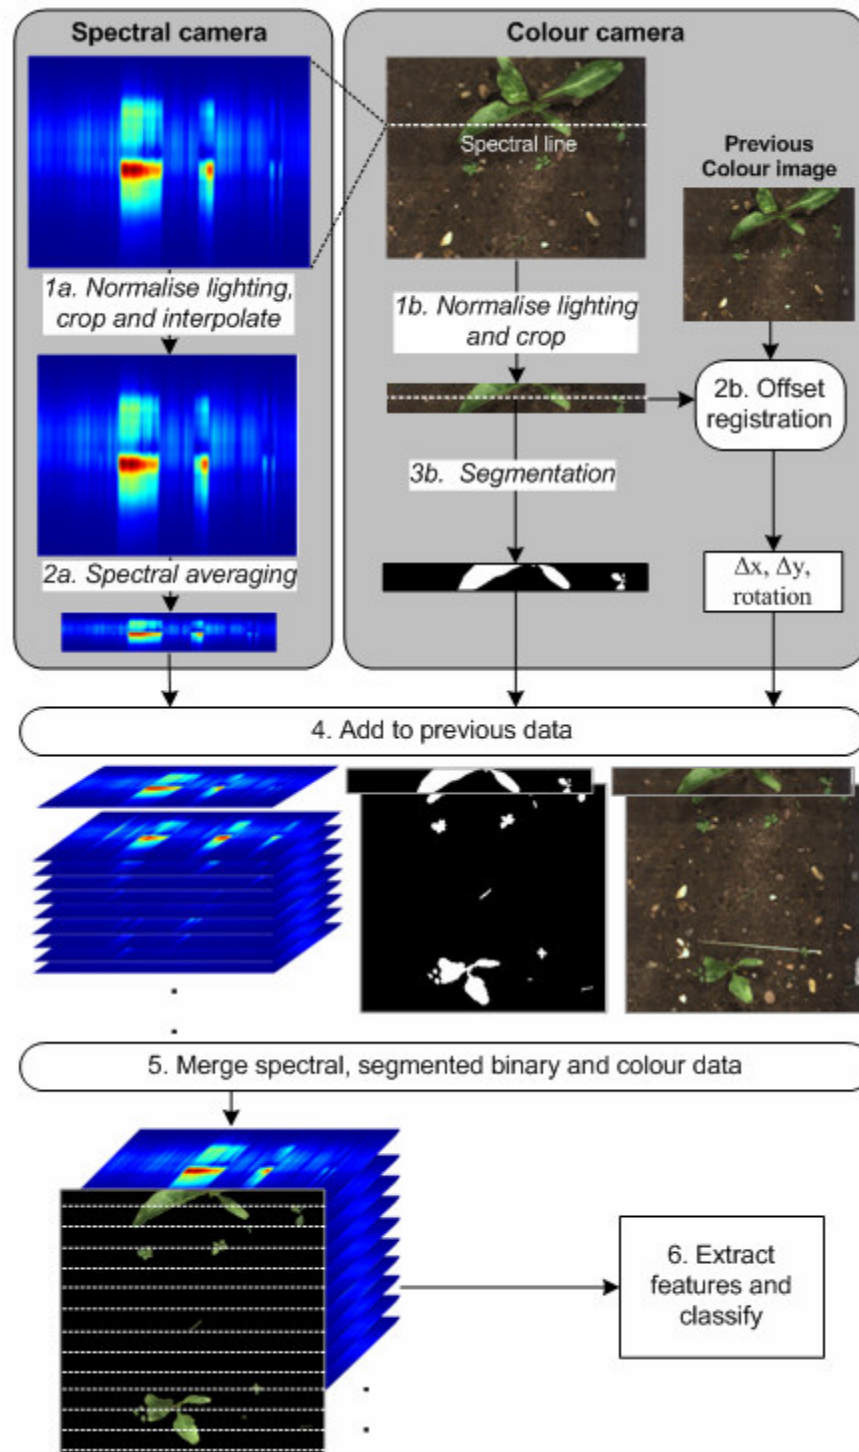 Spectral camera
Colour camera
Spectral line
Previous
Colour image
1a. Normalise lighting,
crop and interpolate
1b. Normalise lighting
and crop
2b. Offset
registration
3b. Segmentation
2a. Spectral averaging
Δx, Δy,
rotation
4. Add to previous data
5. Merge spectral, segmented binary and colour data
6. Extract
features and
classify